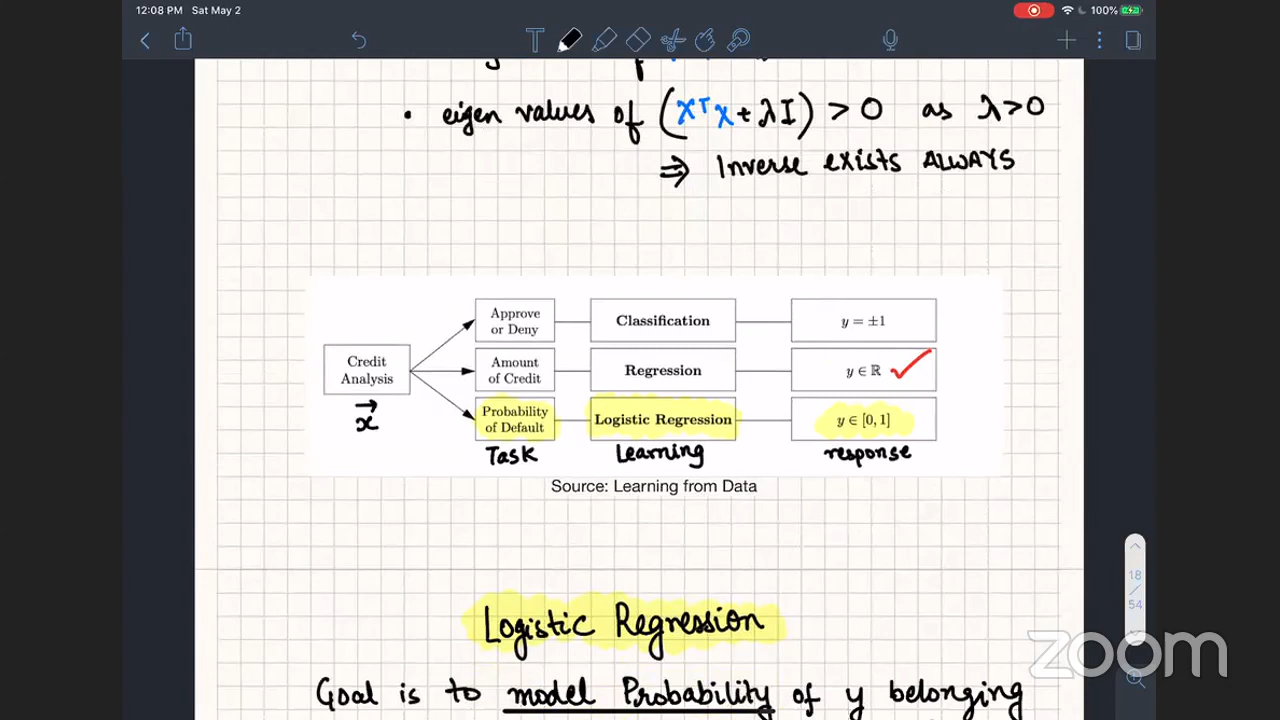 12:08 PM Sat May 2
100%
• eigen values of (XᵀX + λI) > 0 as λ>0
⇒ Inverse exists ALWAYS
Approve
or Deny
Classification
y = ±1
Credit
Analysis
Amount
of Credit
Regression
y ∈ ℝ ✓
x⃗
Probability
of Default
Logistic Regression
y ∈ [0, 1]
Task
Learning
response
Source: Learning from Data
18
/
54
Logistic Regression
zoom
Goal is to model Probability of y belonging